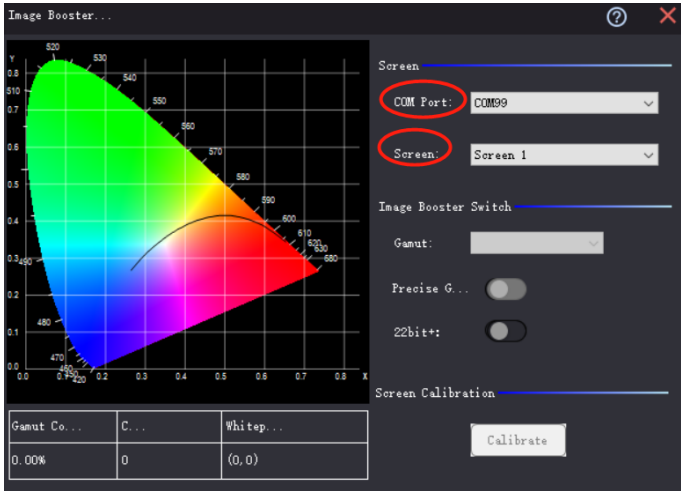 Image Booster...
Screen
COM Port: COM99
Screen: Screen 1
Image Booster Switch
Gamut:
Precise G...
22bit+:
Screen Calibration
Calibrate
Y
520
530
540
550
560
570
580
590
600
610
620
630
680
510
490
480
470
460
420
0.8
0.7
0.6
0.5
0.4
0.3
0.2
0.1
0.0
0.0 0.1 0.2 0.3 0.4 0.5 0.6 0.7 0.8 X
Gamut Co... C... Whitep...
0.00% 0 (0,0)